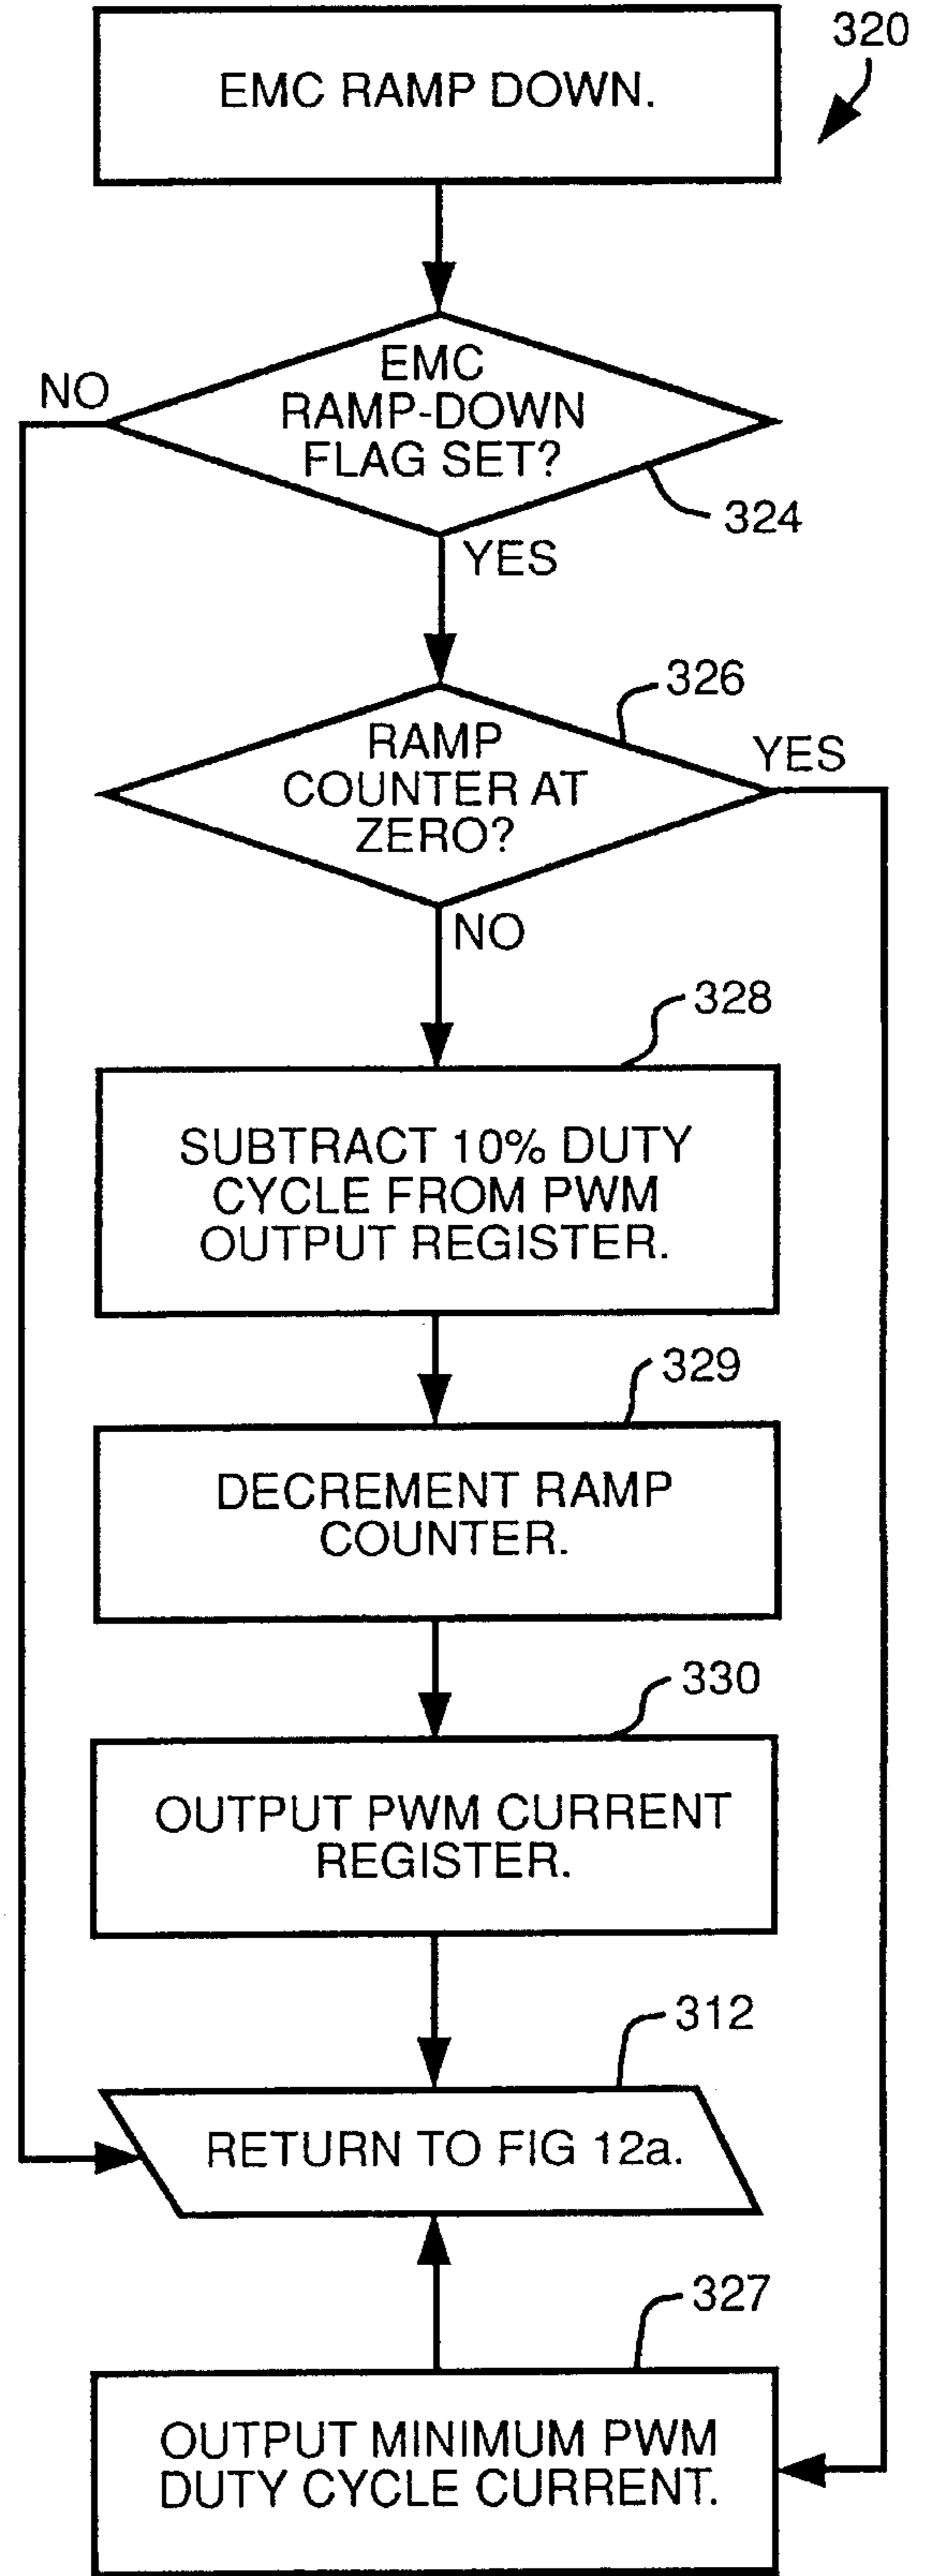 EMC RAMP DOWN.
320
EMC
RAMP-DOWN
FLAG SET?
NO
324
YES
326
RAMP
COUNTER AT
ZERO?
YES
NO
328
SUBTRACT 10% DUTY
CYCLE FROM PWM
OUTPUT REGISTER.
329
DECREMENT RAMP
COUNTER.
330
OUTPUT PWM CURRENT
REGISTER.
312
RETURN TO FIG 12a.
327
OUTPUT MINIMUM PWM
DUTY CYCLE CURRENT.